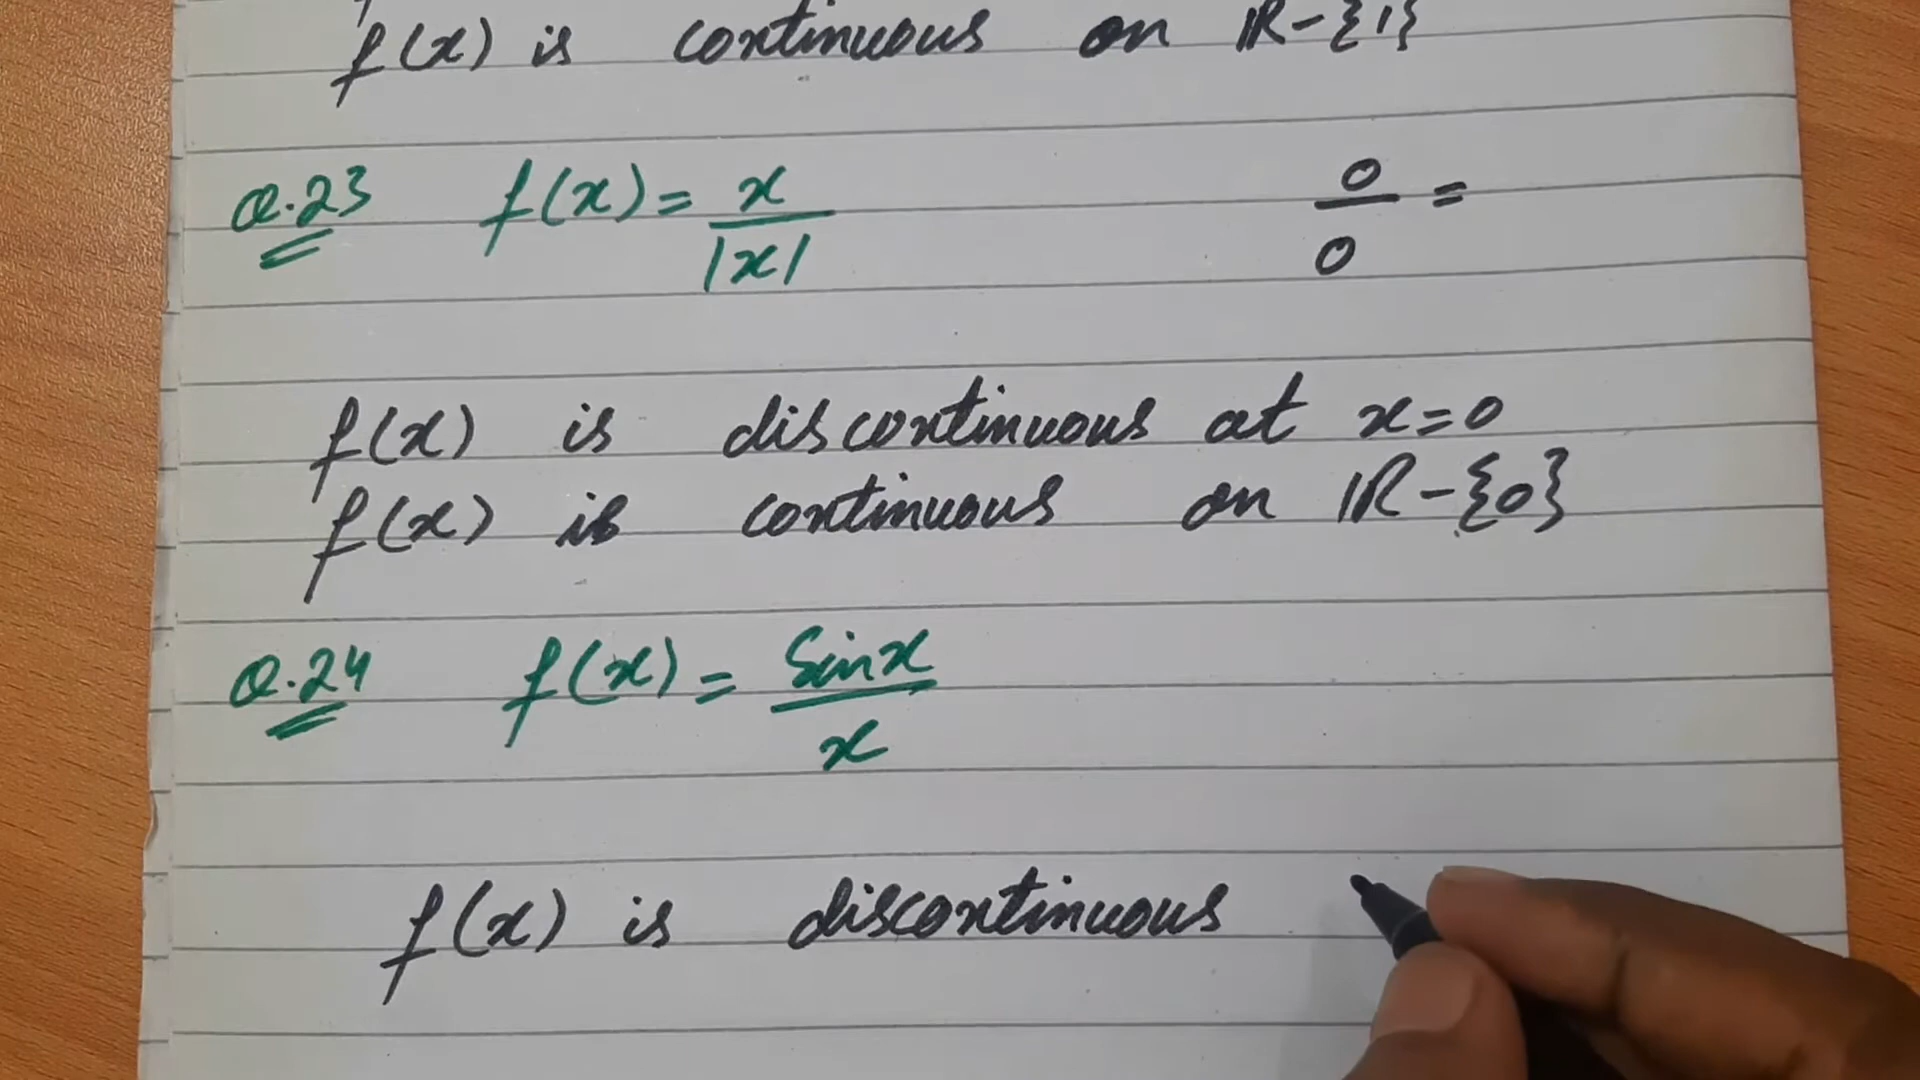 f(x) is continuous on ℝ-{1}
Q.23 f(x) = x/|x| 0/0 =
f(x) is discontinuous at x=0
f(x) is continuous on ℝ-{0}
Q.24 f(x) = Sinx/x
f(x) is discontinuous